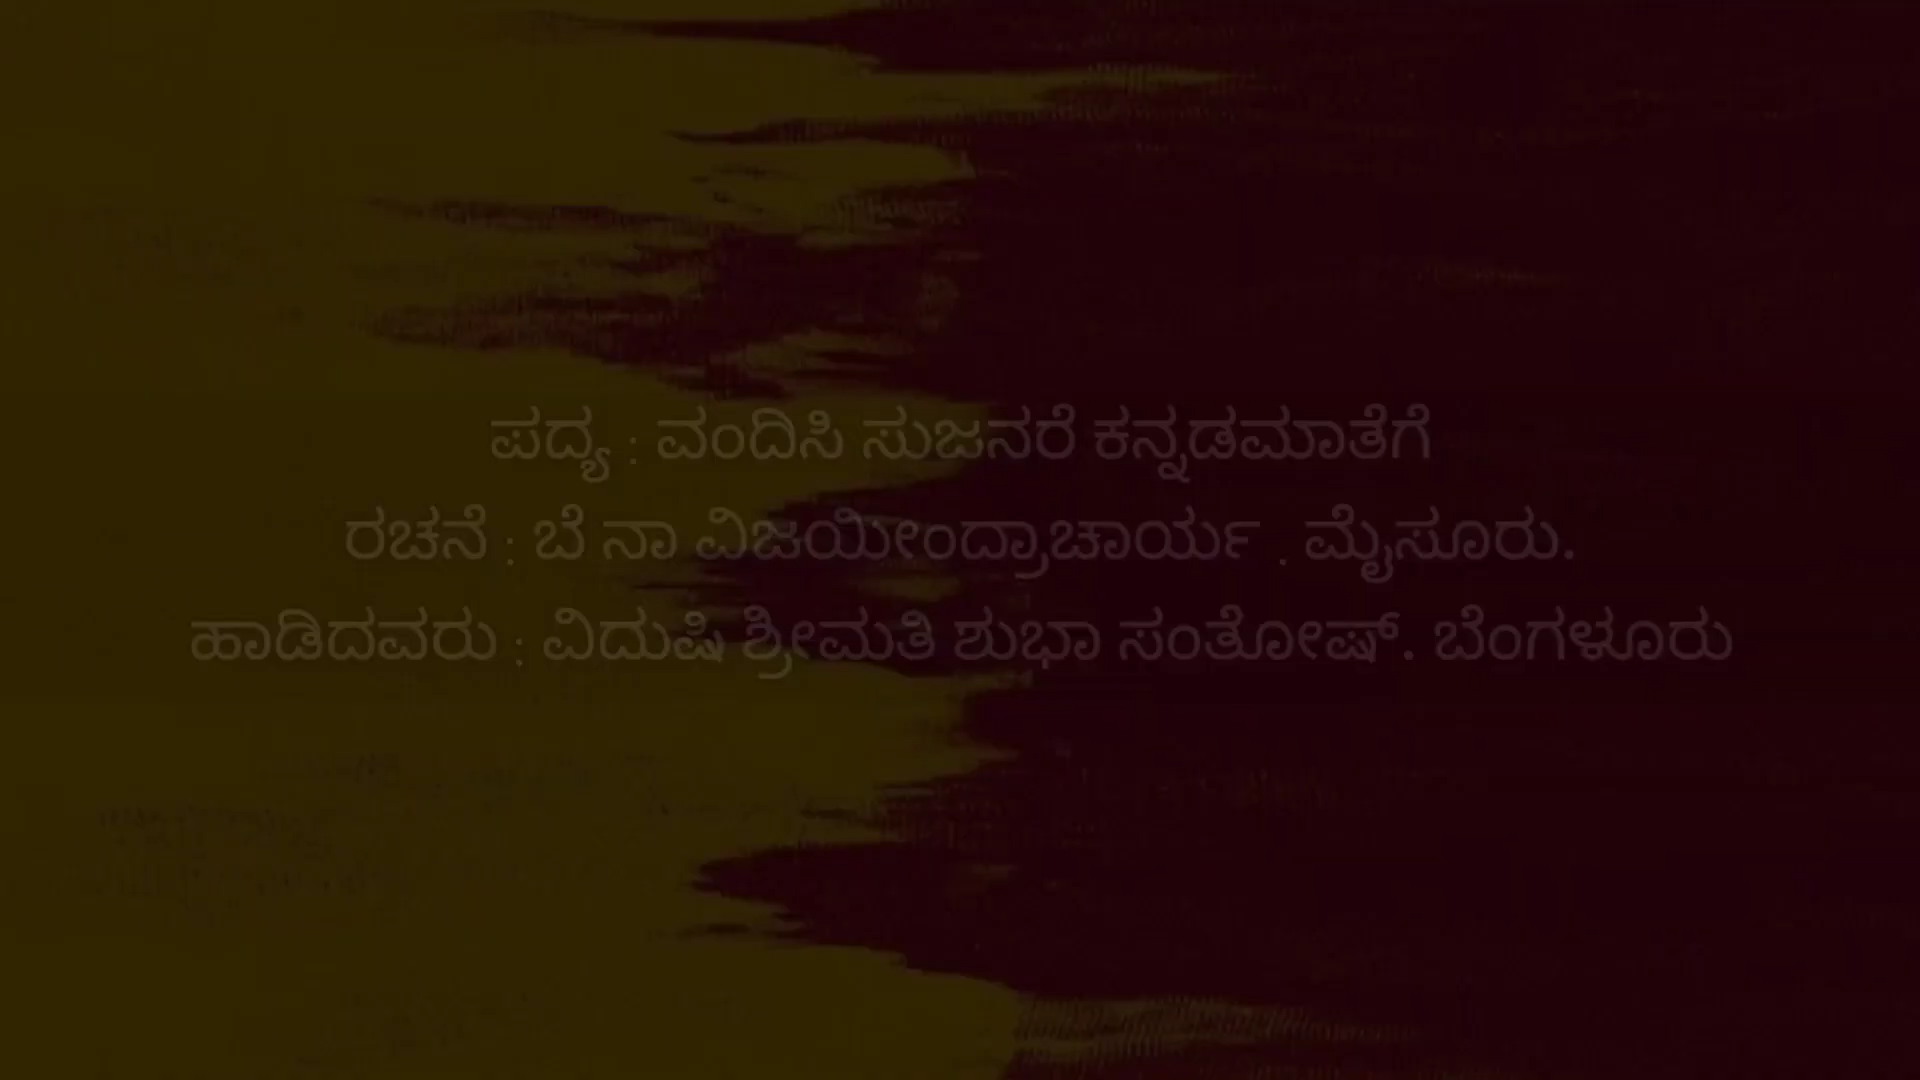 ಪದ್ಯ : ವಂದಿಸಿ ಸುಜನರೆ ಕನ್ನಡಮಾತೆಗೆ
ರಚನೆ : ಬೆ ನಾ ವಿಜಯೀಂದ್ರಾಚಾರ್ಯ . ಮೈಸೂರು.
ಹಾಡಿದವರು : ವಿದುಷಿ ಶ್ರೀಮತಿ ಶುಭಾ ಸಂತೋಷ್ . ಬೆಂಗಳೂರು